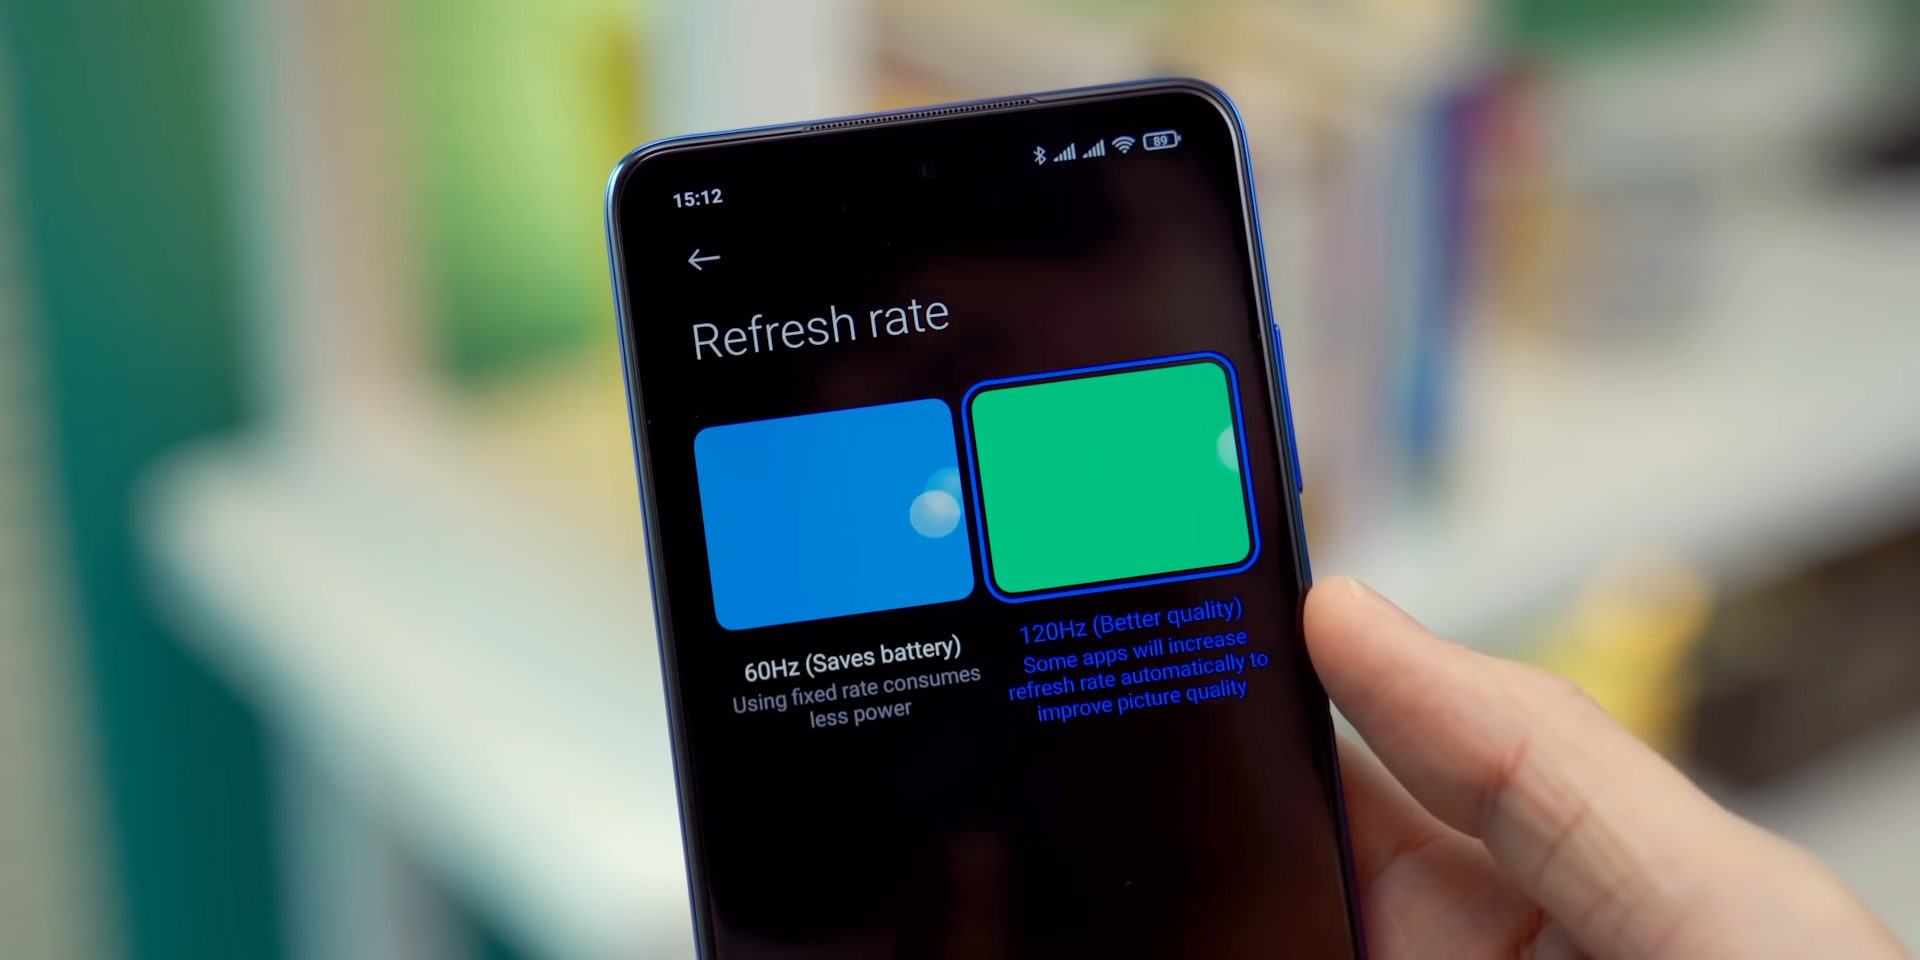 89
15:12
Refresh rate
60Hz (Saves battery)
Using fixed rate consumes
less power
120Hz (Better quality)
Some apps will increase
refresh rate automatically to
improve picture quality